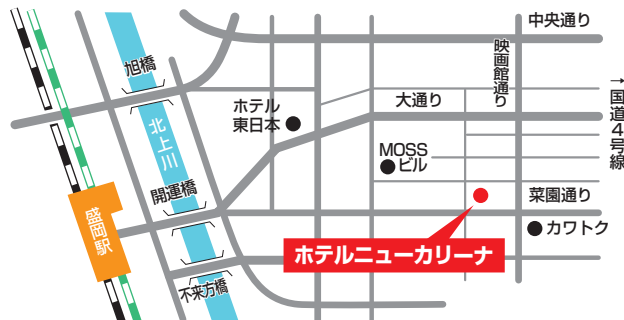 中央通り
映画館通り
→国道4号線
旭橋
大通り
ホテル
東日本
北上川
MOSS
ビル
開運橋
菜園通り
盛岡駅
カワトク
ホテルニューカリーナ
不来方橋